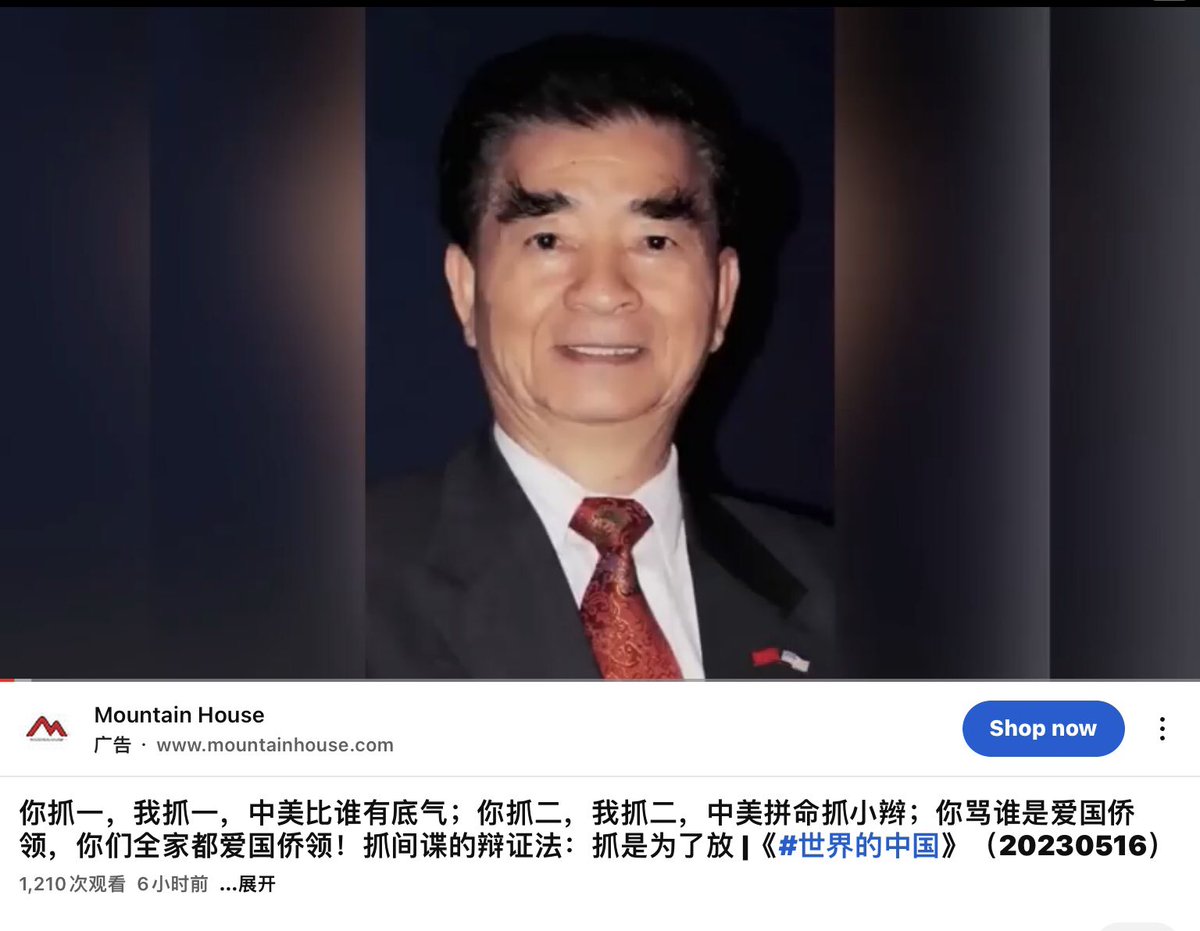 Mountain House
广告 · www.mountainhouse.com
Shop now
你抓一，我抓一，中美比谁有底气；你抓二，我抓二，中美拼命抓小辫；你骂谁是爱国侨
领，你们全家都爱国侨领！抓间谍的辩证法：抓是为了放 |《#世界的中国》（20230516）
1,210次观看 6小时前 ...展开